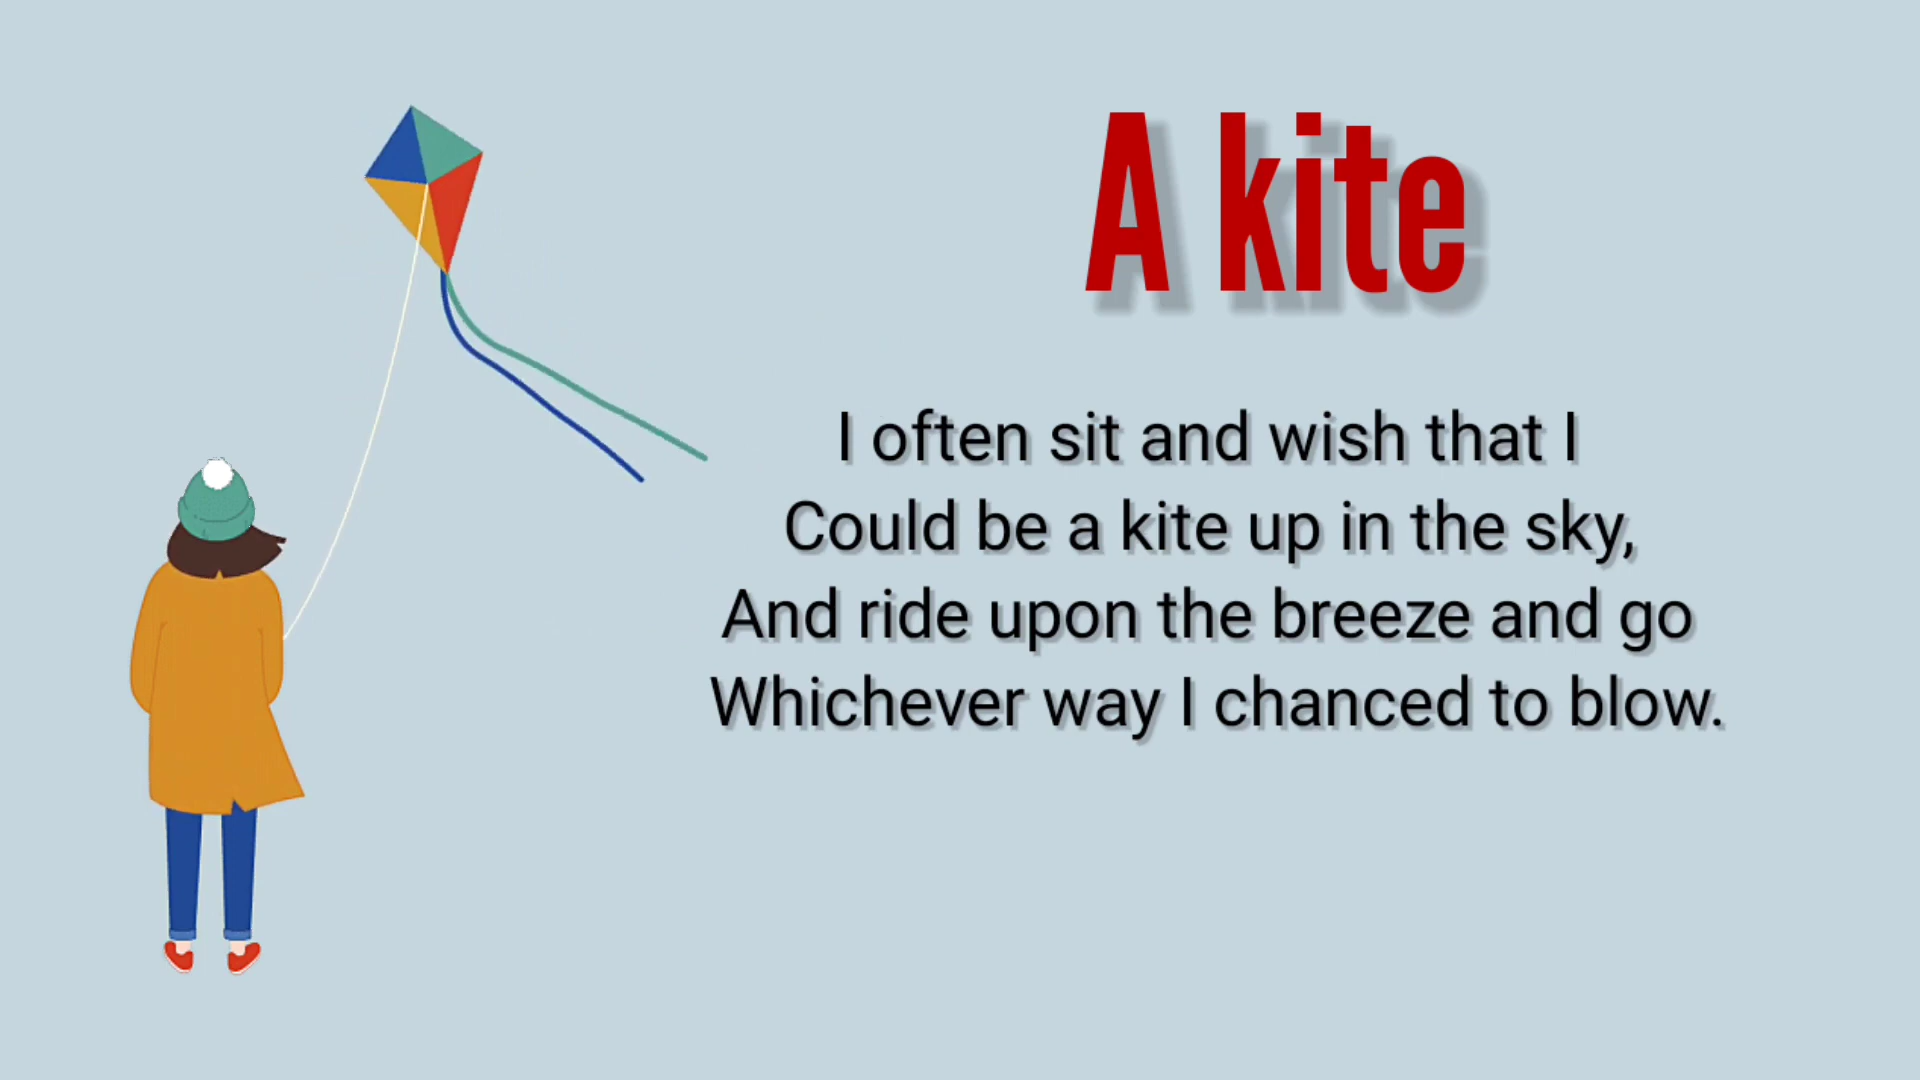 A kite
I often sit and wish that I
Could be a kite up in the sky,
And ride upon the breeze and go
Whichever way I chanced to blow.